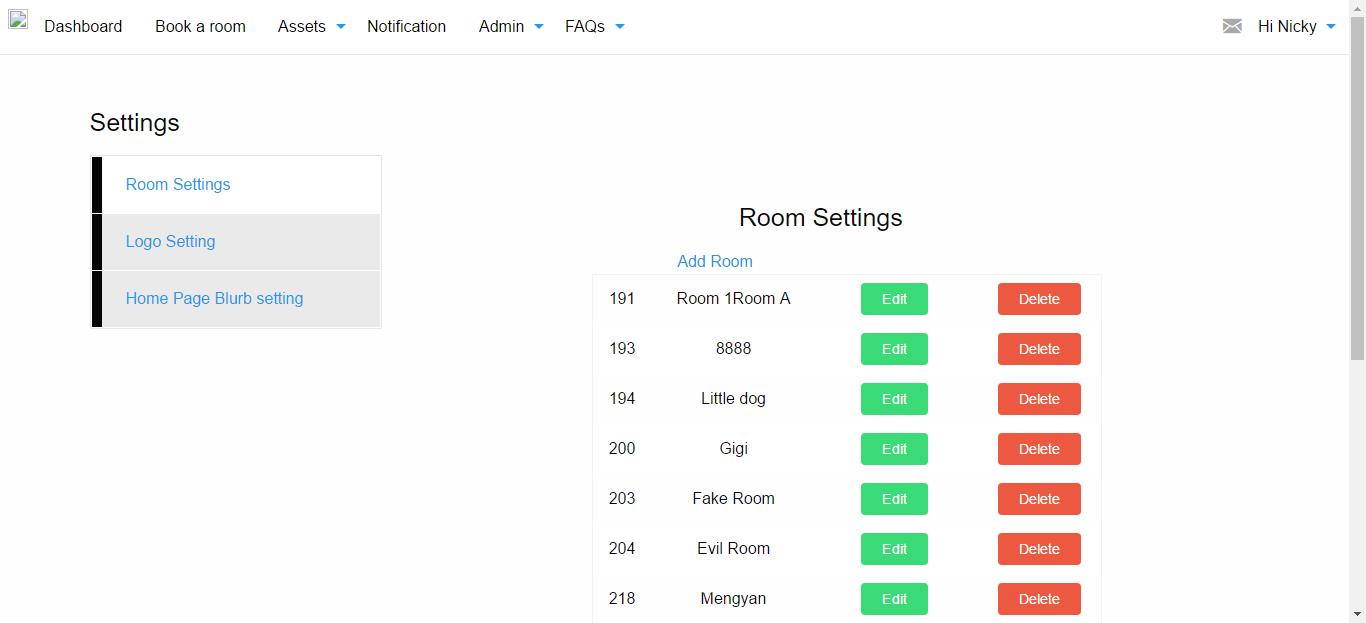 Dashboard Book a room Assets Notification Admin FAQs Hi Nicky
Settings
Room Settings
Logo Setting
Home Page Blurb setting
Room Settings
Add Room
191 Room 1Room A Edit Delete
193 8888 Edit Delete
194 Little dog Edit Delete
200 Gigi Edit Delete
203 Fake Room Edit Delete
204 Evil Room Edit Delete
218 Mengyan Edit Delete